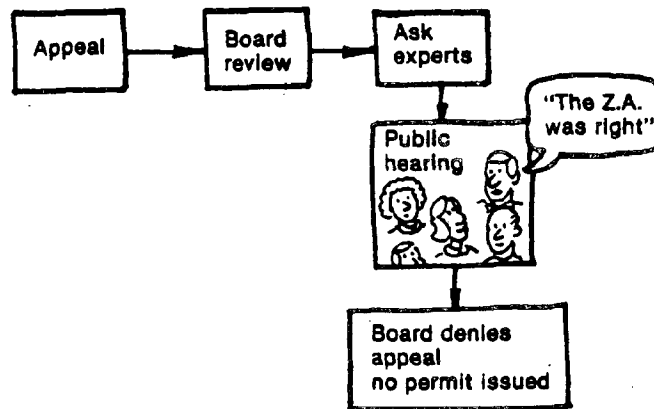 Appeal
Board
review
Ask
experts
"The Z.A.
was right"
Public
hearing
Board denies
appeal
no permit issued